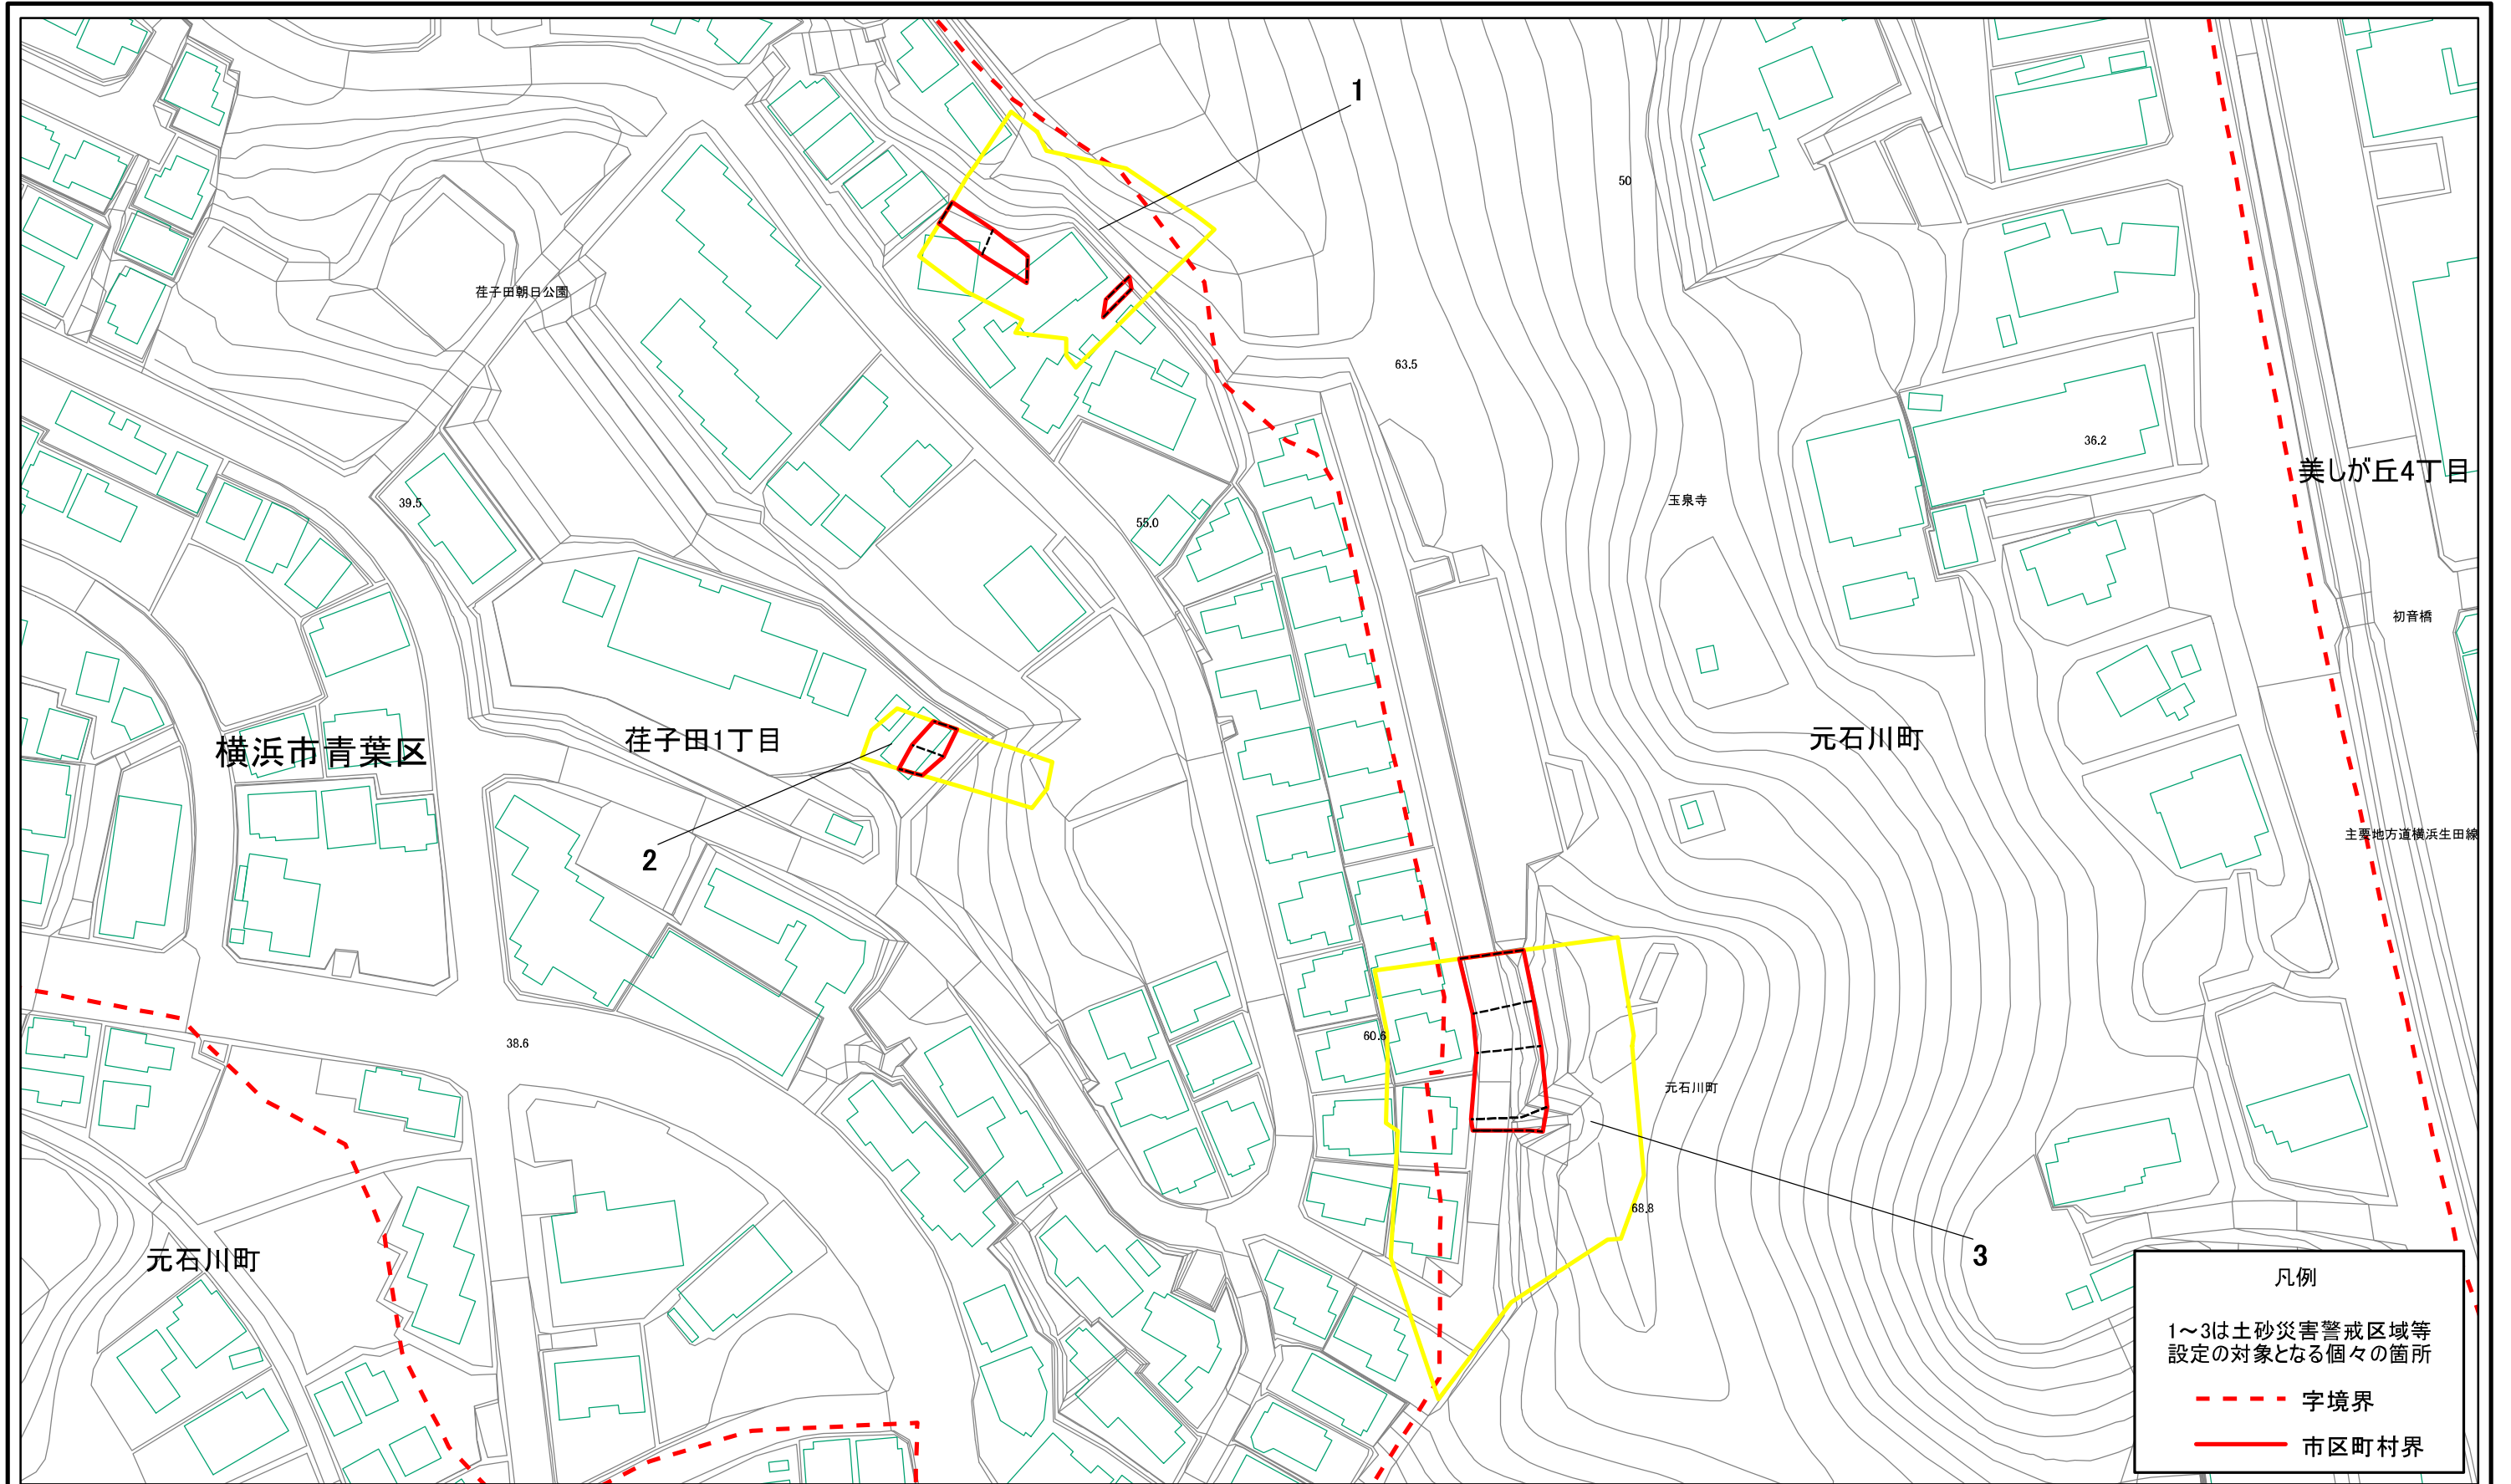 1
50
荏子田朝日公園
63.5
36.2
美しが丘4丁目
39.5
玉泉寺
55.0
初音橋
横浜市青葉区
荏子田1丁目
元石川町
主要地方道横浜生田線
2
38.6
60.6
元石川町
68.8
元石川町
3
凡例
1～3は土砂災害警戒区域等
設定の対象となる個々の箇所
字境界
市区町村界